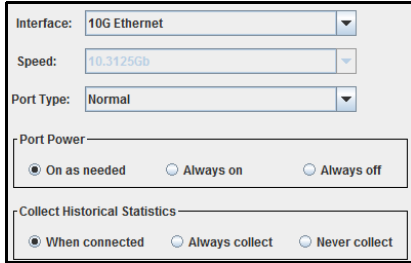 Interface: 10G Ethernet
Speed: 10.3125Gb
Port Type: Normal
Port Power
On as needed Always on Always off
Collect Historical Statistics
When connected Always collect Never collect